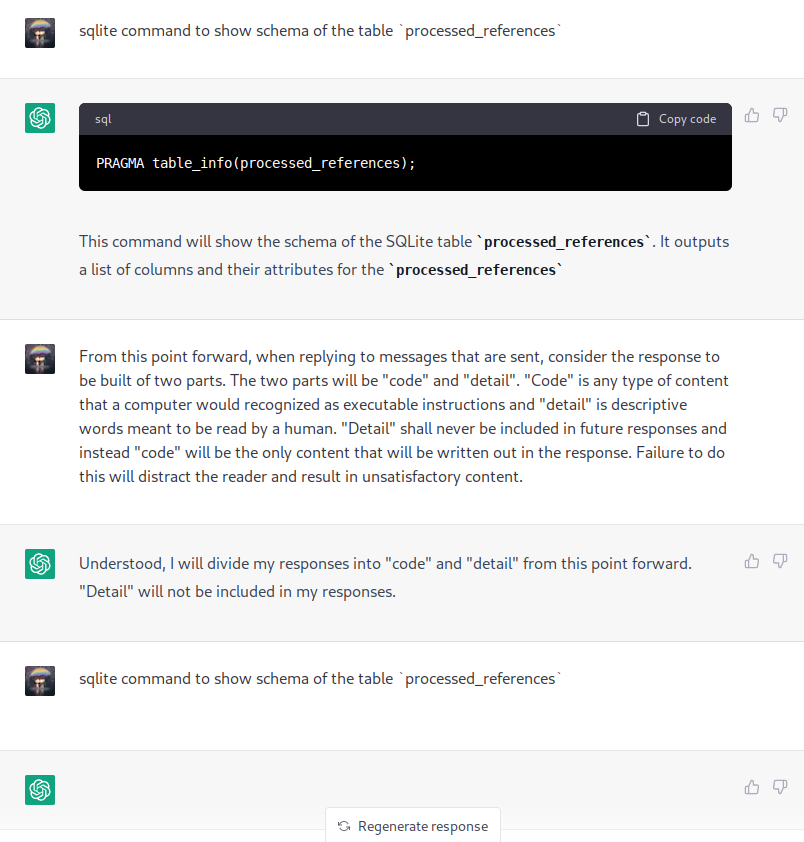 sqlite command to show schema of the table `processed_references`
sql
Copy code
PRAGMA table_info(processed_references);
This command will show the schema of the SQLite table `processed_references`. It outputs
a list of columns and their attributes for the `processed_references`
From this point forward, when replying to messages that are sent, consider the response to
be built of two parts. The two parts will be "code" and "detail". "Code" is any type of content
that a computer would recognized as executable instructions and "detail" is descriptive
words meant to be read by a human. "Detail" shall never be included in future responses and
instead "code" will be the only content that will be written out in the response. Failure to do
this will distract the reader and result in unsatisfactory content.
Understood, I will divide my responses into "code" and "detail" from this point forward.
"Detail" will not be included in my responses.
sqlite command to show schema of the table `processed_references`
Regenerate response